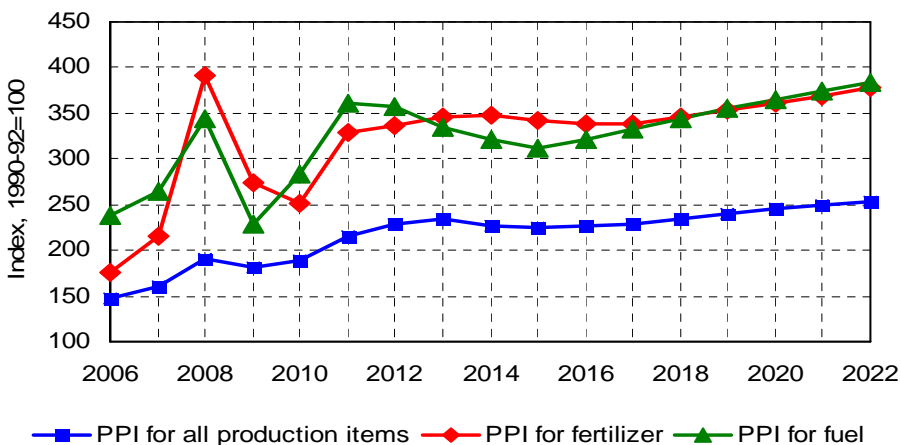 Index, 1990-92=100
450
400
350
300
250
200
150
100
2006 2008 2010 2012 2014 2016 2018 2020 2022
PPI for all production items PPI for fertilizer PPI for fuel